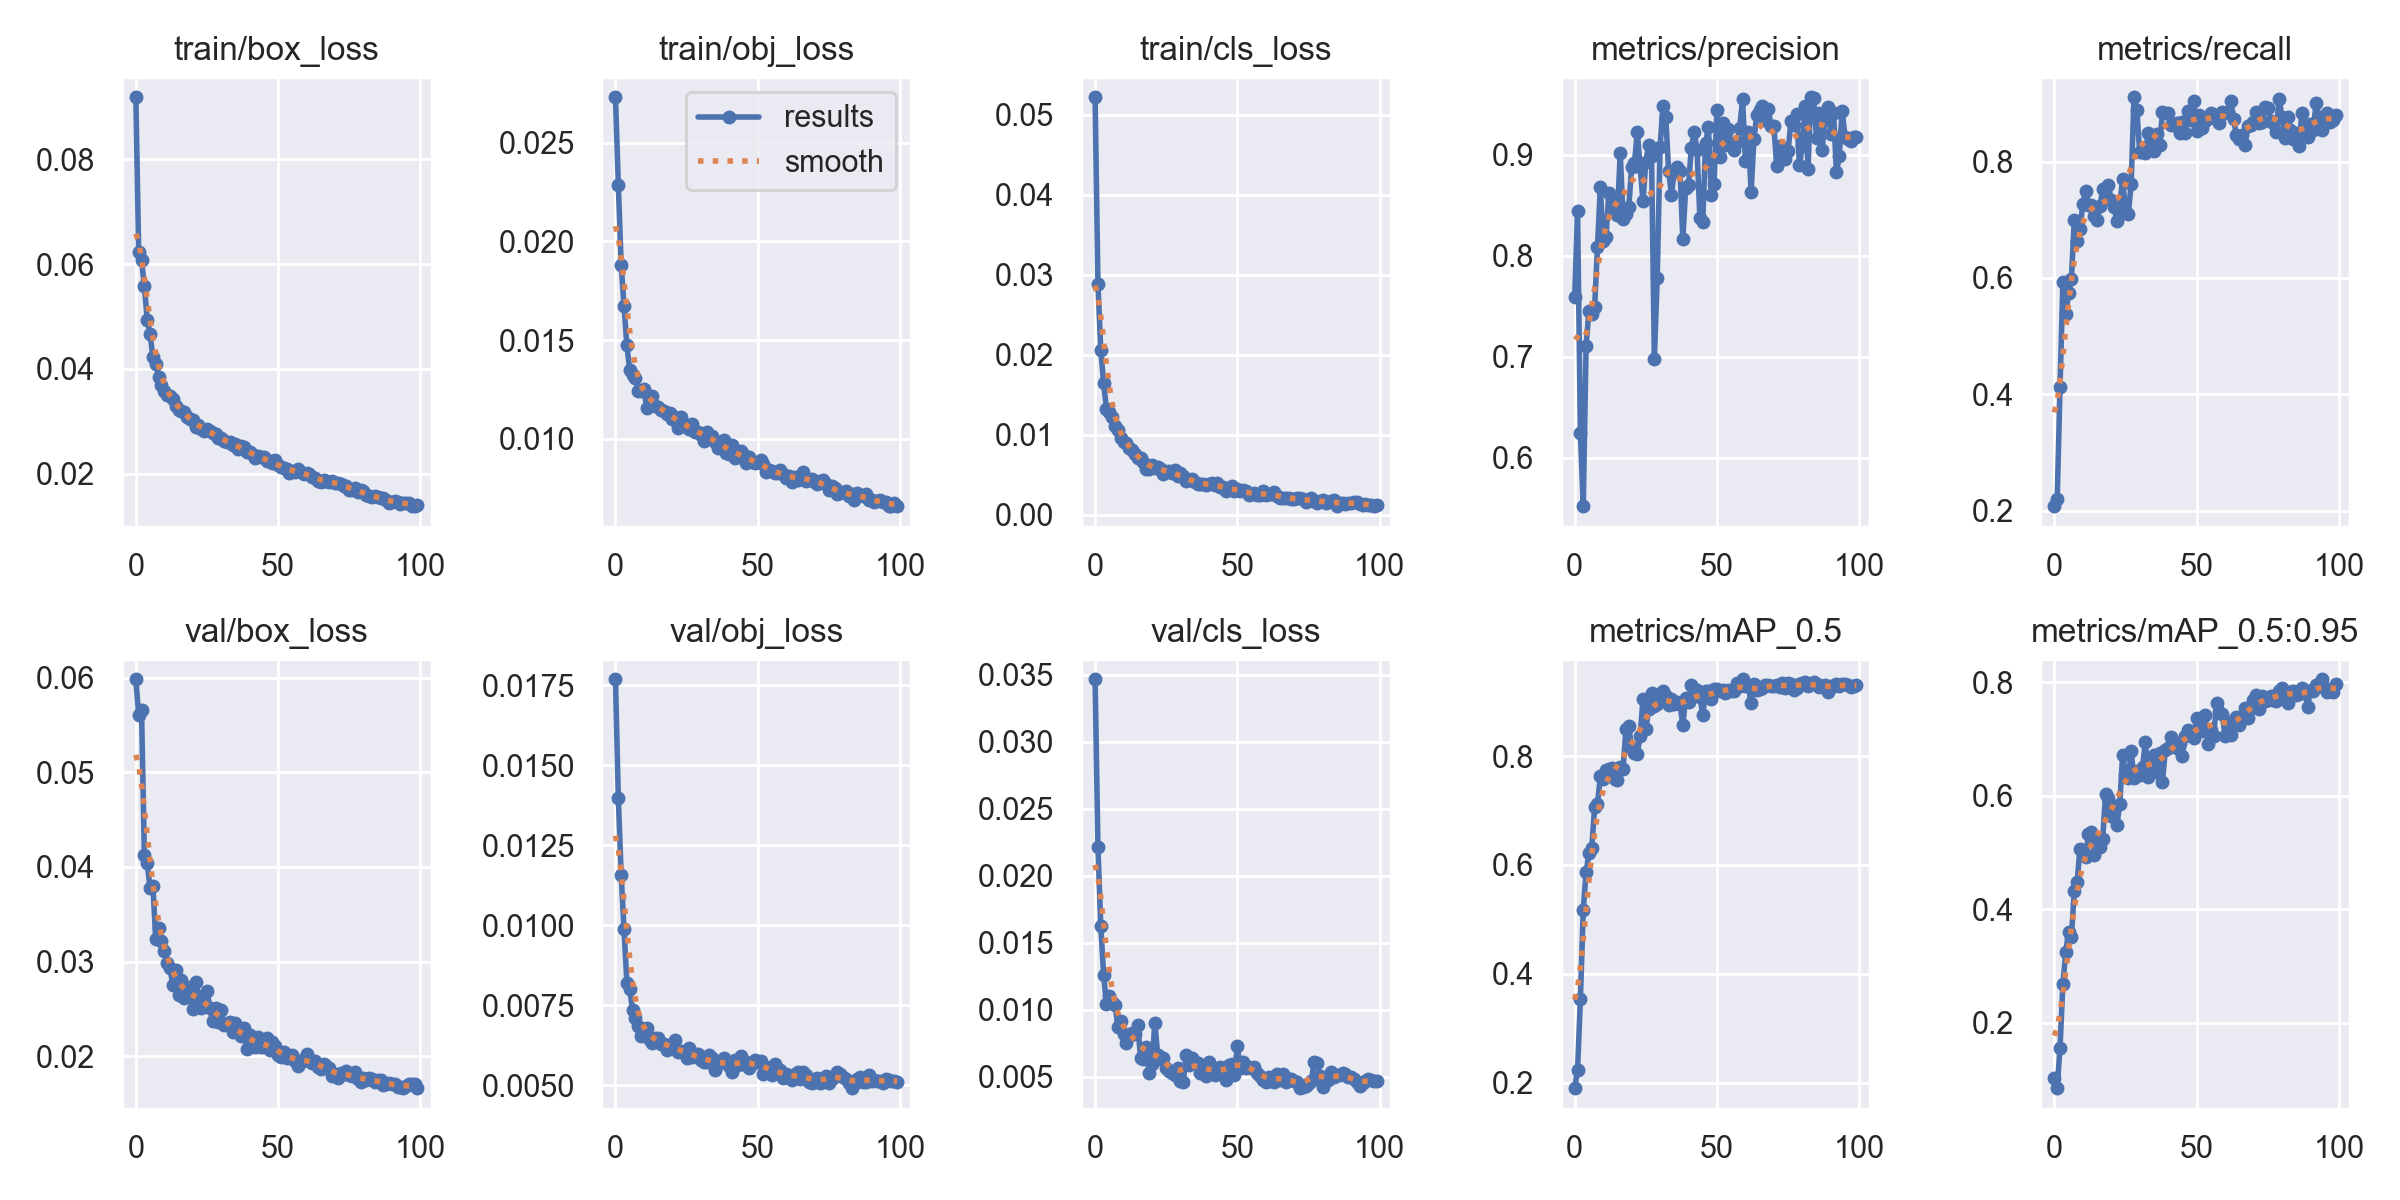 train/box_loss
0.08
0.06
0.04
0.02
0 50 100
train/obj_loss
results
smooth
0.025
0.020
0.015
0.010
0 50 100
train/cls_loss
0.05
0.04
0.03
0.02
0.01
0.00
0 50 100
metrics/precision
0.9
0.8
0.7
0.6
0 50 100
metrics/recall
0.8
0.6
0.4
0.2
0 50 100
val/box_loss
0.06
0.05
0.04
0.03
0.02
0 50 100
val/obj_loss
0.0175
0.0150
0.0125
0.0100
0.0075
0.0050
0 50 100
val/cls_loss
0.035
0.030
0.025
0.020
0.015
0.010
0.005
0 50 100
metrics/mAP_0.5
0.8
0.6
0.4
0.2
0 50 100
metrics/mAP_0.5:0.95
0.8
0.6
0.4
0.2
0 50 100